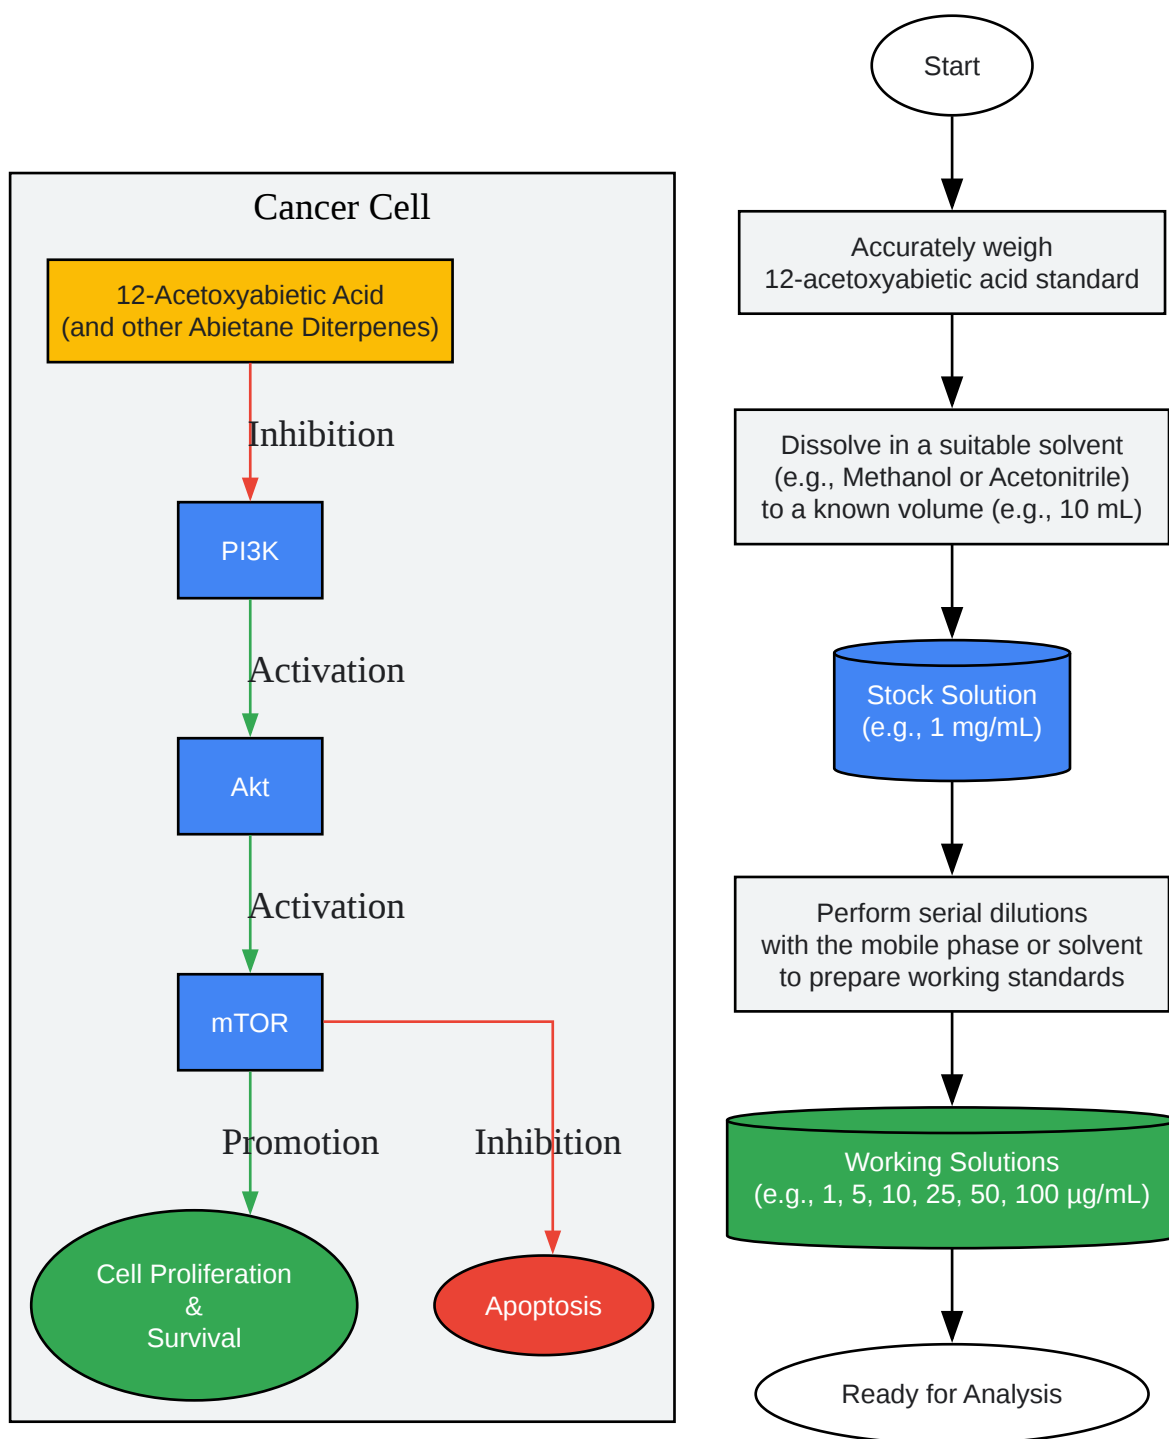 Cancer Cell
12-Acetoxyabietic Acid
(and other Abietane Diterpenes)
Inhibition
PI3K
Activation
Akt
Activation
mTOR
Promotion
Inhibition
Cell Proliferation
&
Survival
Apoptosis
Start
Accurately weigh
12-acetoxyabietic acid standard
Dissolve in a suitable solvent
(e.g., Methanol or Acetonitrile)
to a known volume (e.g., 10 mL)
Stock Solution
(e.g., 1 mg/mL)
Perform serial dilutions
with the mobile phase or solvent
to prepare working standards
Working Solutions
(e.g., 1, 5, 10, 25, 50, 100 µg/mL)
Ready for Analysis